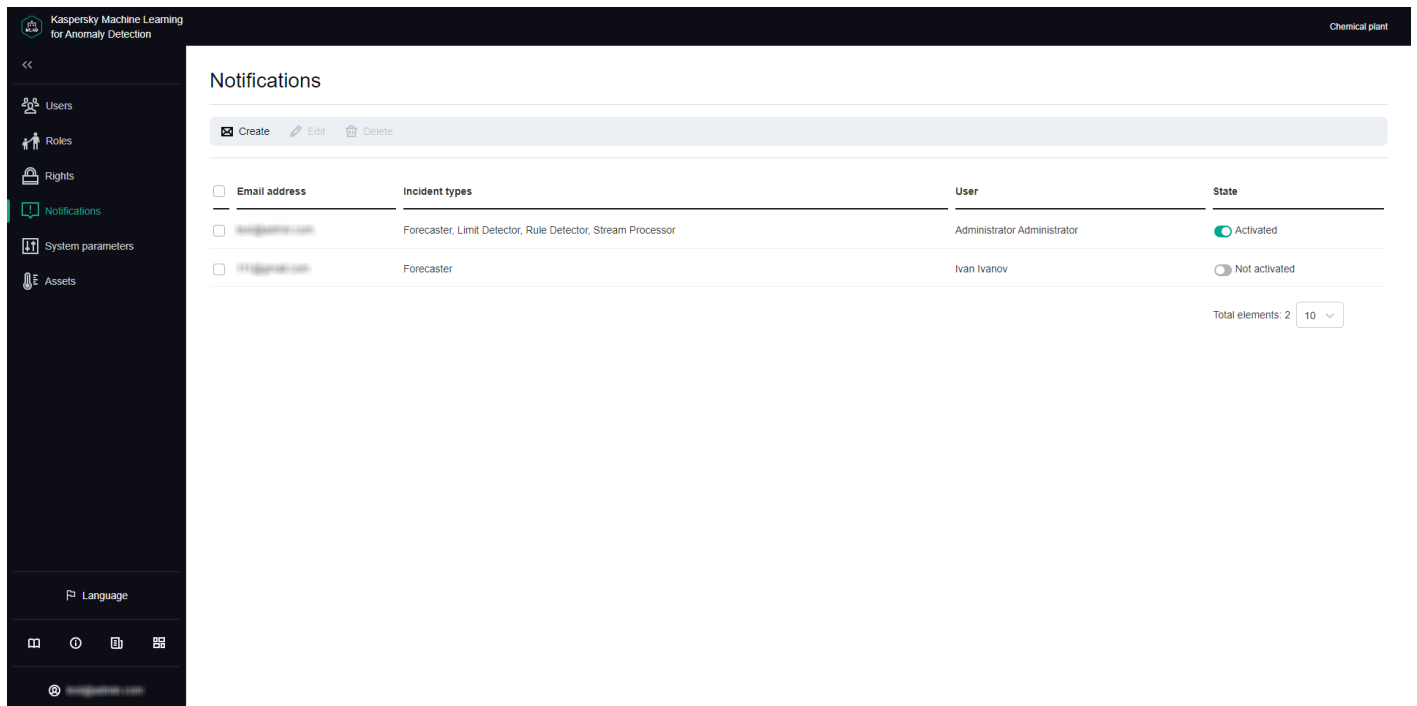 Kaspersky Machine Learning
for Anomaly Detection
Chemical plant
Users
Roles
Rights
Notifications
System parameters
Assets
Language
Notifications
Create Edit Delete
Email address Incident types User State
Forecaster, Limit Detector, Rule Detector, Stream Processor Administrator Administrator Activated
Forecaster Ivan Ivanov Not activated
Total elements: 2 10